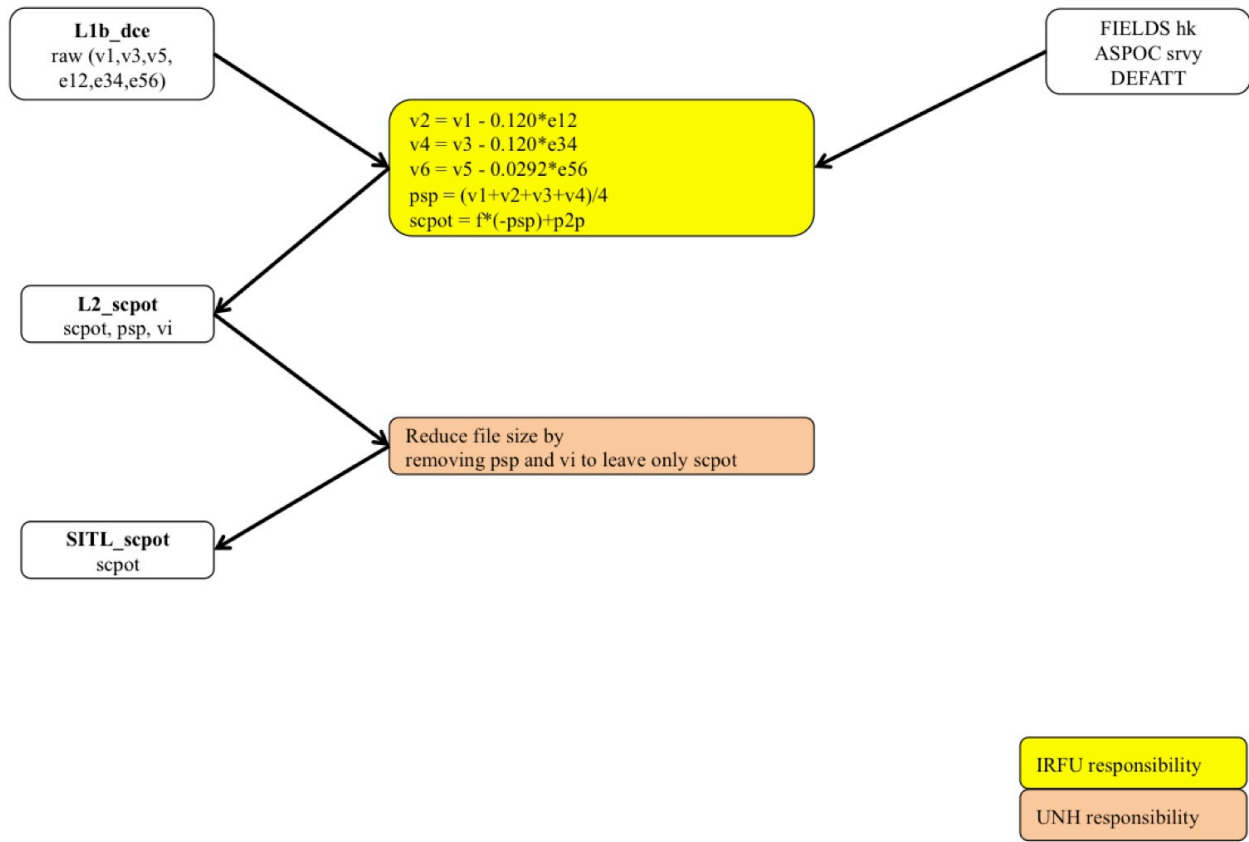 L1b_dce
raw (v1,v3,v5,
e12,e34,e56)
FIELDS hk
ASPOC srvy
DEFATT
v2 = v1 - 0.120*e12
v4 = v3 - 0.120*e34
v6 = v5 - 0.0292*e56
psp = (v1+v2+v3+v4)/4
scpot = f*(-psp)+p2p
L2_scpot
scpot, psp, vi
Reduce file size by
removing psp and vi to leave only scpot
SITL_scpot
scpot
IRFU responsibility
UNH responsibility